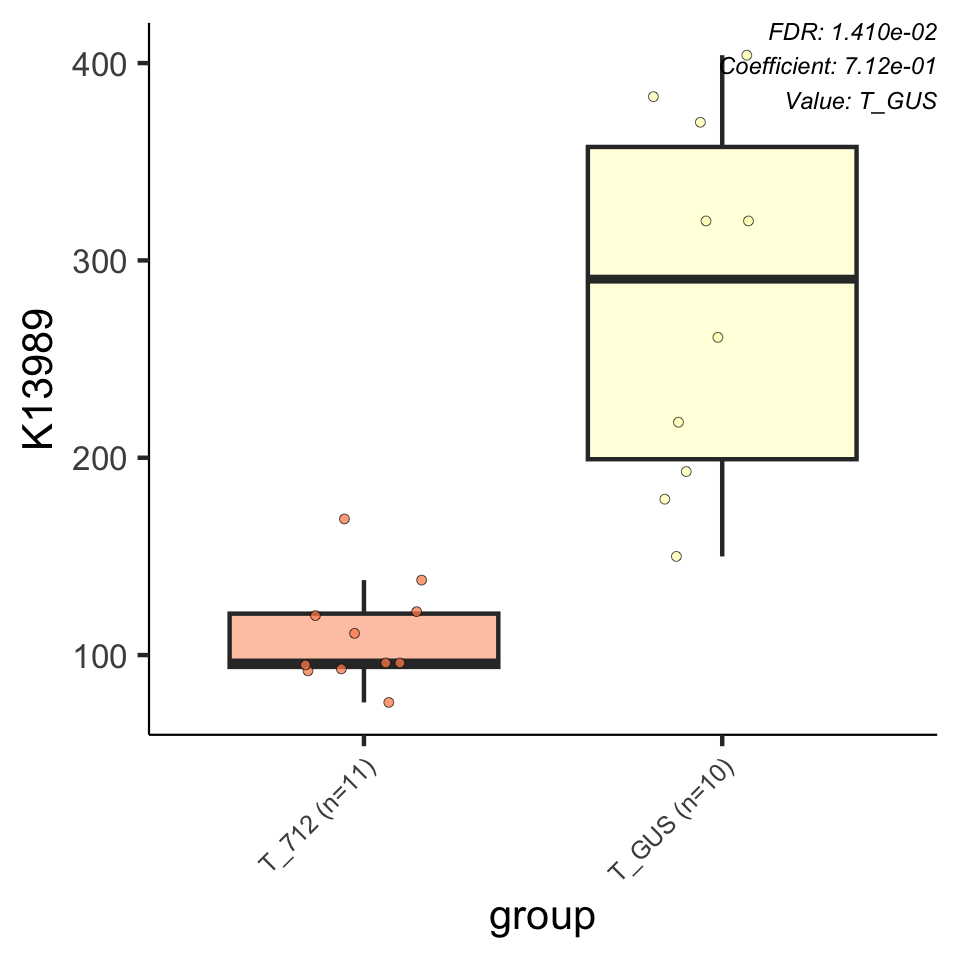 FDR: 1.410e-02
Coefficient: 7.12e-01
Value: T_GUS
400
300
200
100
K13989
T_712 (n=11)
T_GUS (n=10)
group